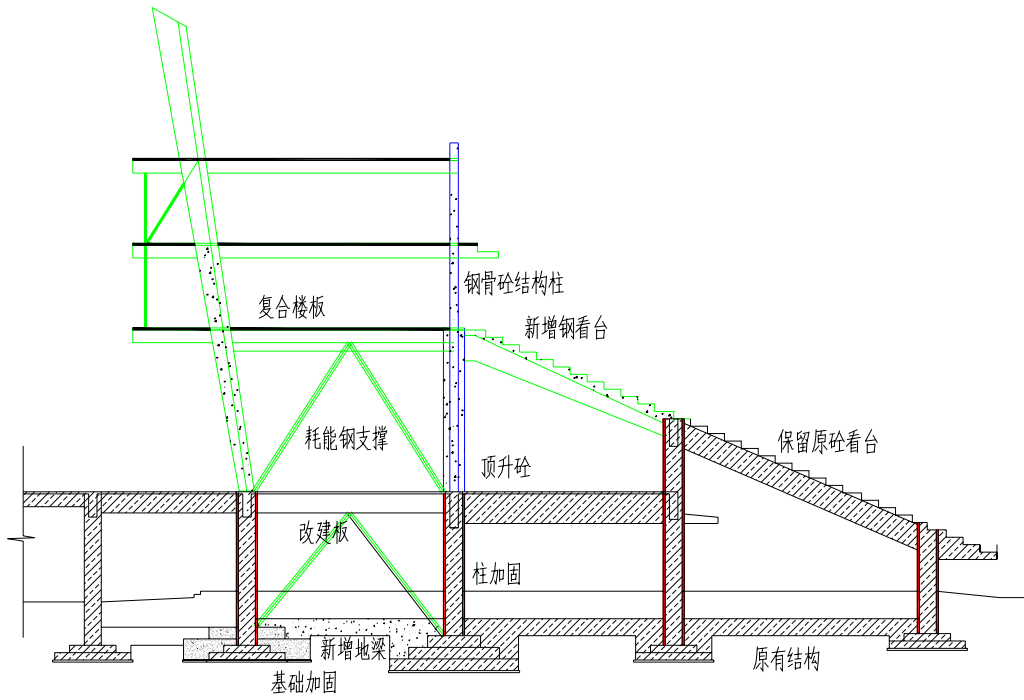 钢骨砼结构柱
复合楼板
新增钢看台
耗能钢支撑
保留原砼看台
顶升砼
改建板
柱加固
新增地梁
原有结构
基础加固